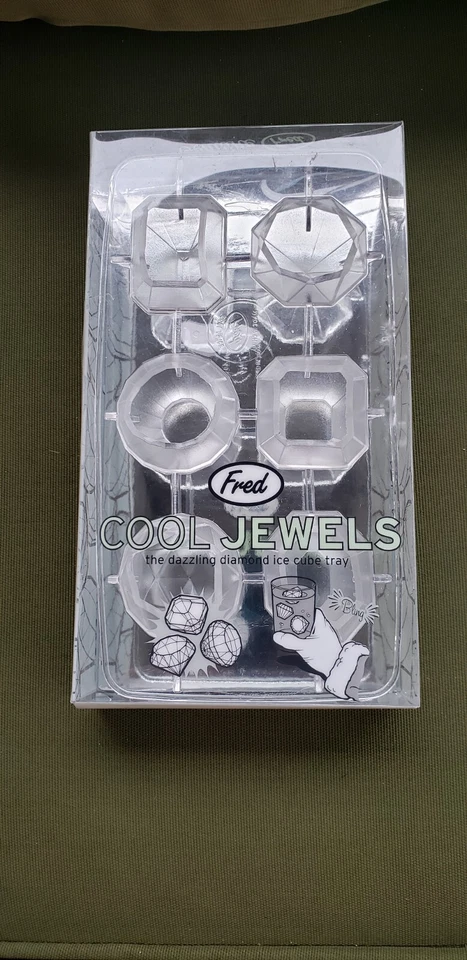 Fred
COOL JEWELS
the dazzling diamond ice cube tray
Bling